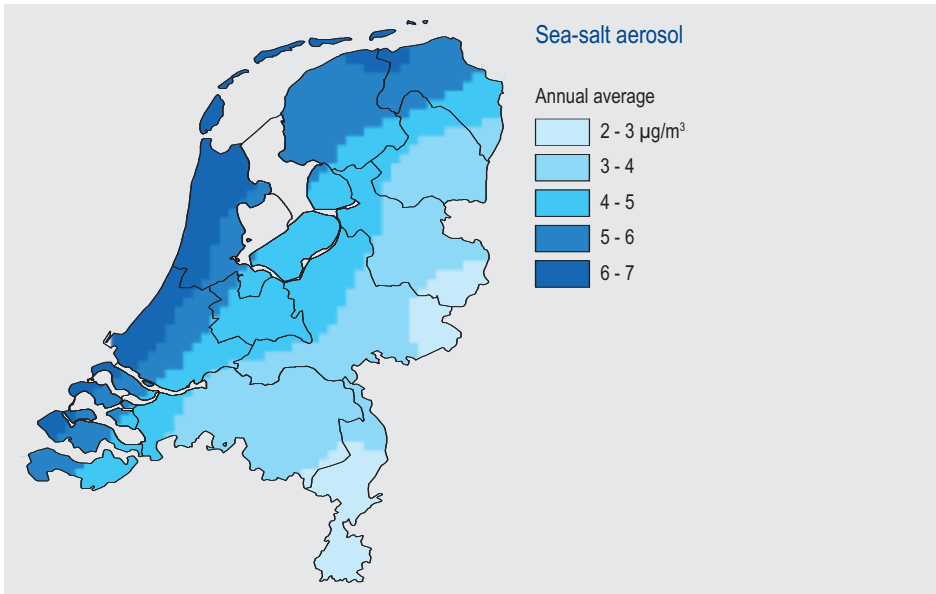 Sea-salt aerosol
Annual average
2 - 3 µg/m³
3 - 4
4 - 5
5 - 6
6 - 7